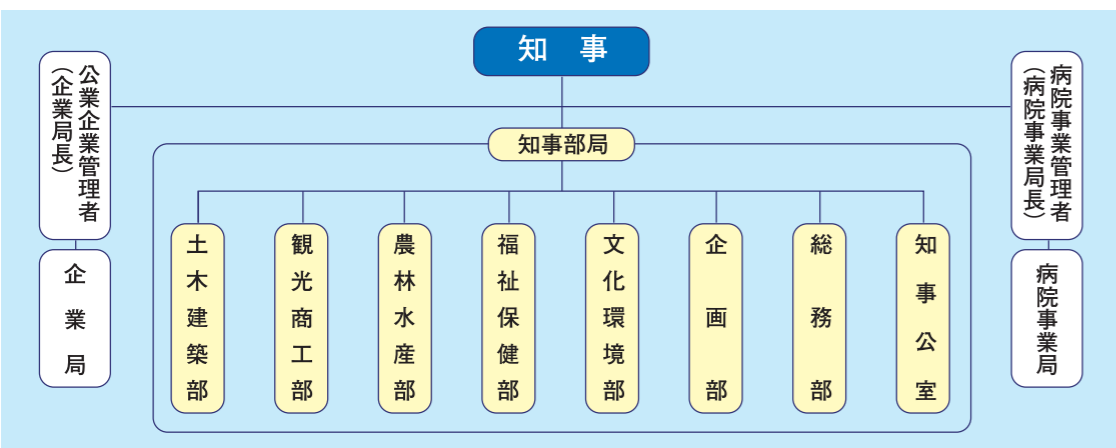 知事
知事部局
病院事業管理者
（病院事業局長）
病院事業局
知事公室
総務部
企画部
文化環境部
福祉保健部
農林水産部
観光商工部
土木建築部
公業企業管理者
（企業局長）
企業局